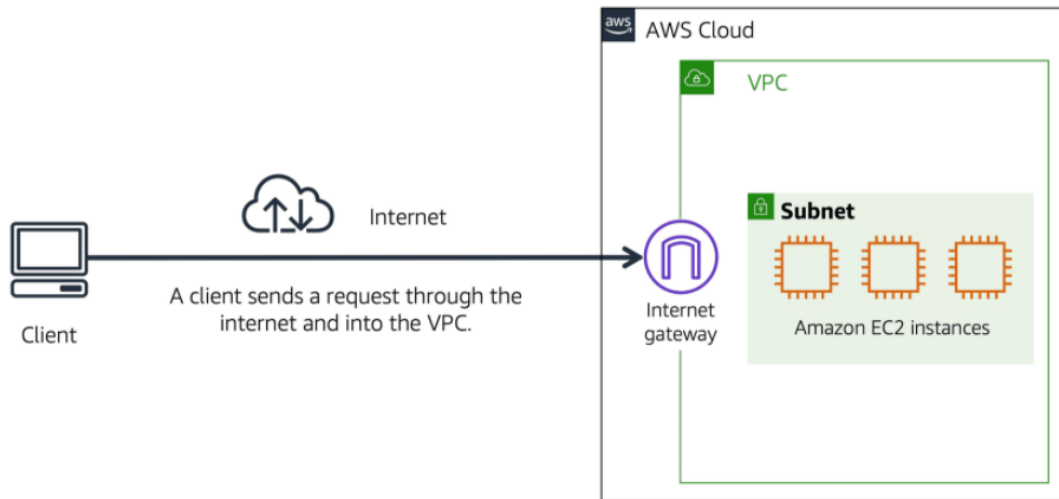 aws
AWS Cloud
VPC
Internet
Subnet
A client sends a request through the
internet and into the VPC.
Client
Internet
gateway
Amazon EC2 instances